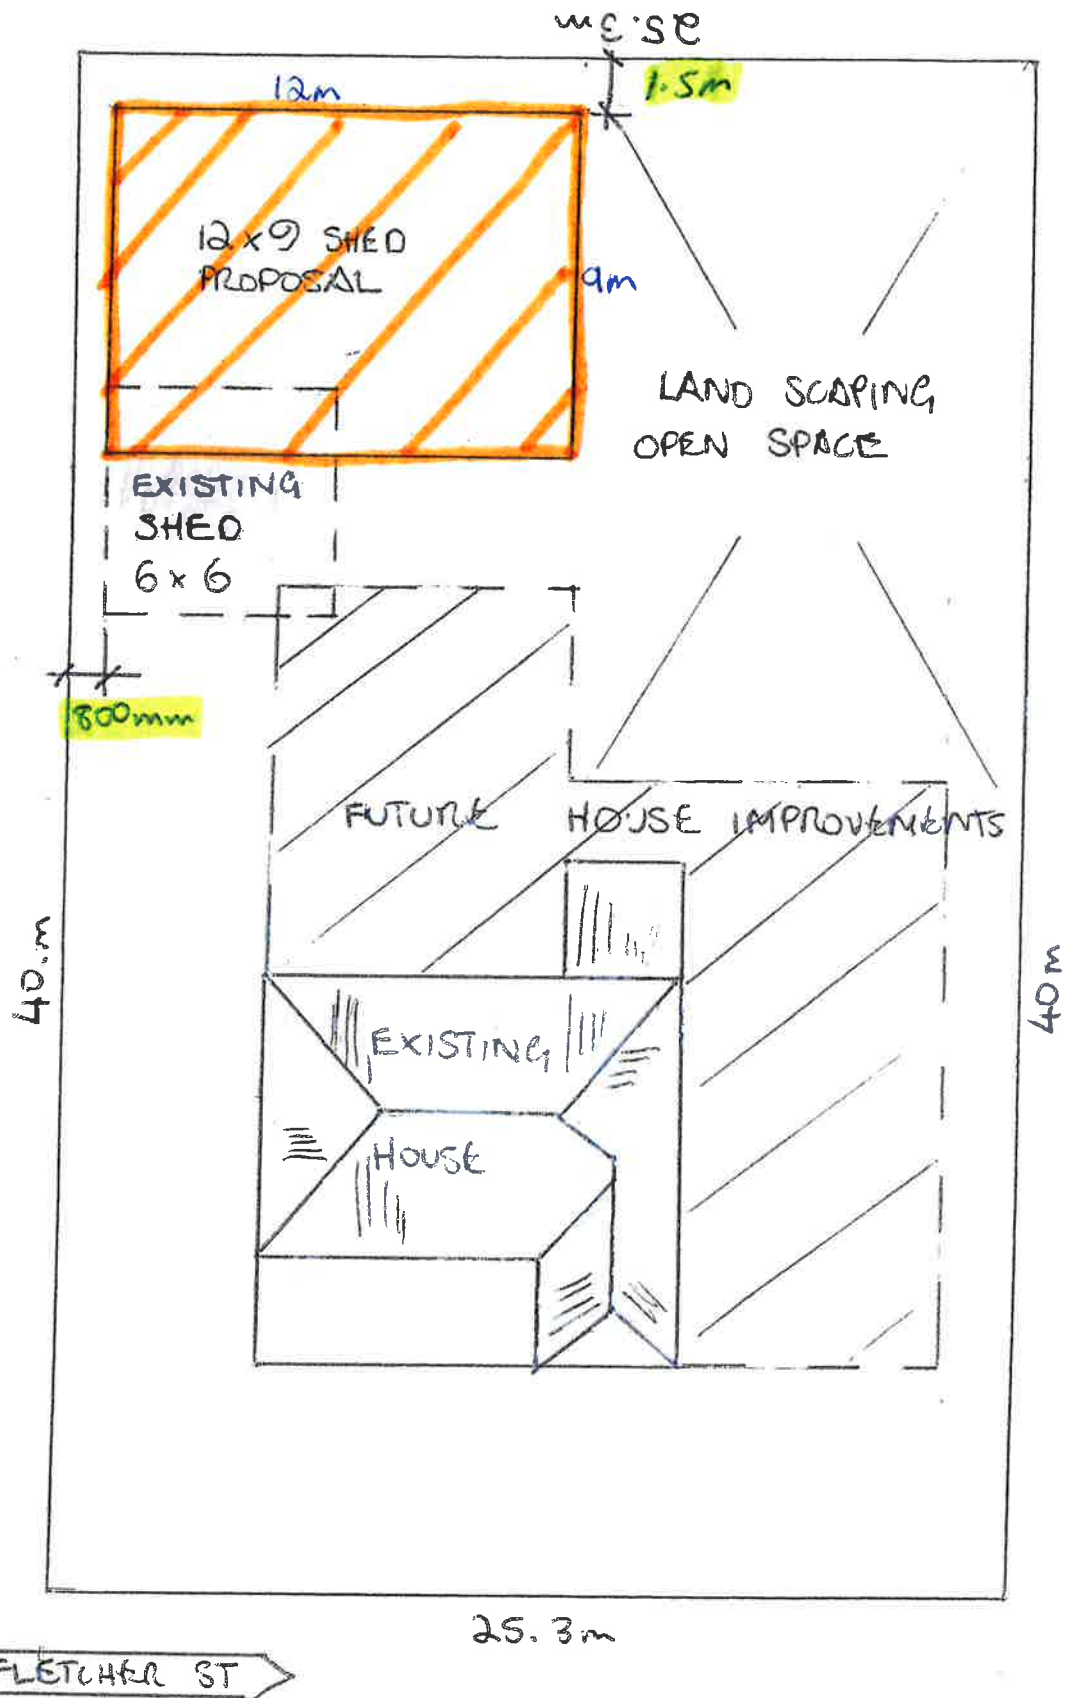 25.3m
1.5m
12m
12x9 SHED
PROPOSAL
9m
LAND SCAPING
OPEN SPACE
EXISTING
SHED
6x6
800mm
FUTURE HOUSE IMPROVEMENTS
40.m
40m
EXISTING
HOUSE
25.3m
FLETCHER ST